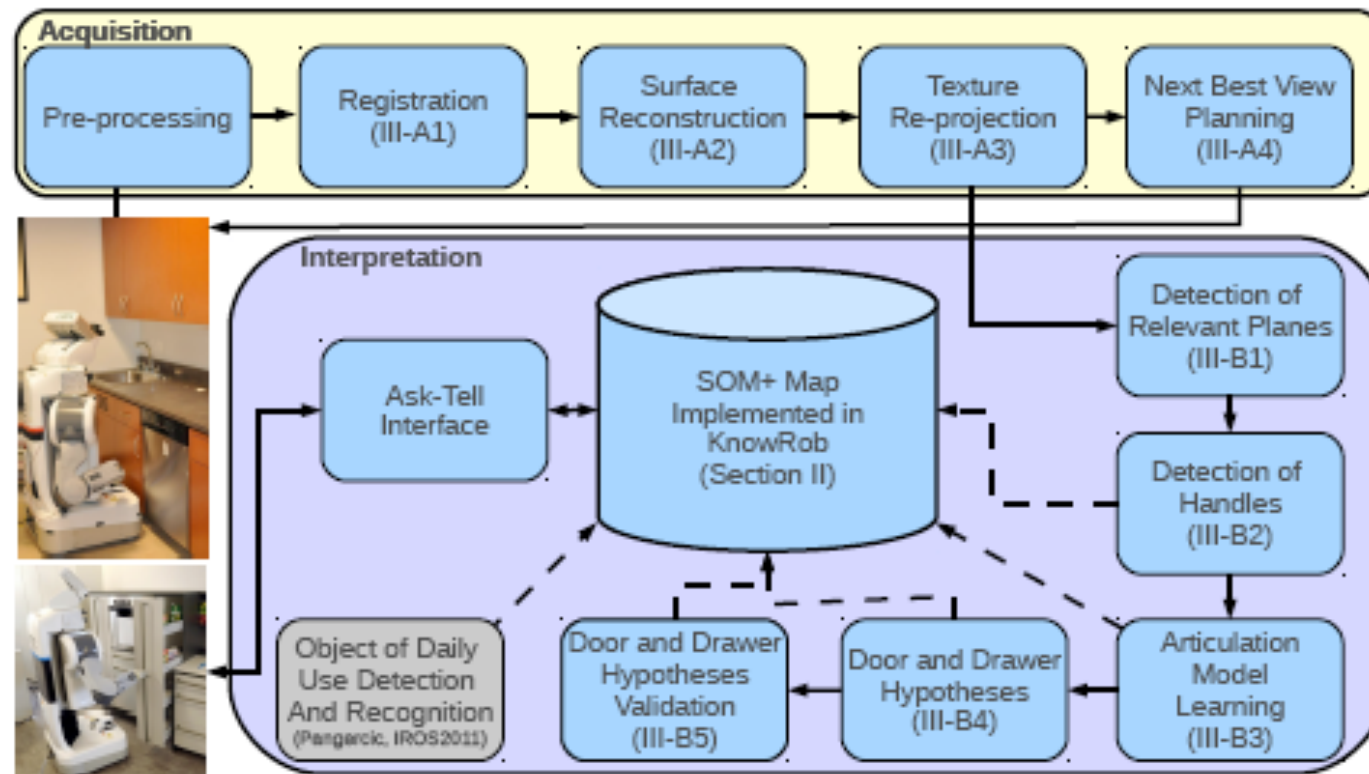 Acquisition
Pre-processing
Registration
(III-A1)
Surface
Reconstruction
(III-A2)
Texture
Re-projection
(III-A3)
Next Best View
Planning
(III-A4)
Interpretation
Detection of
Relevant Planes
(III-B1)
SOM+ Map
Implemented in
KnowRob
(Section II)
Ask-Tell
Interface
Detection of
Handles
(III-B2)
Object of Daily
Use Detection
And Recognition
(Pangercic, IROS2011)
Door and Drawer
Hypotheses
Validation
(III-B5)
Door and Drawer
Hypotheses
(III-B4)
Articulation
Model
Learning
(III-B3)